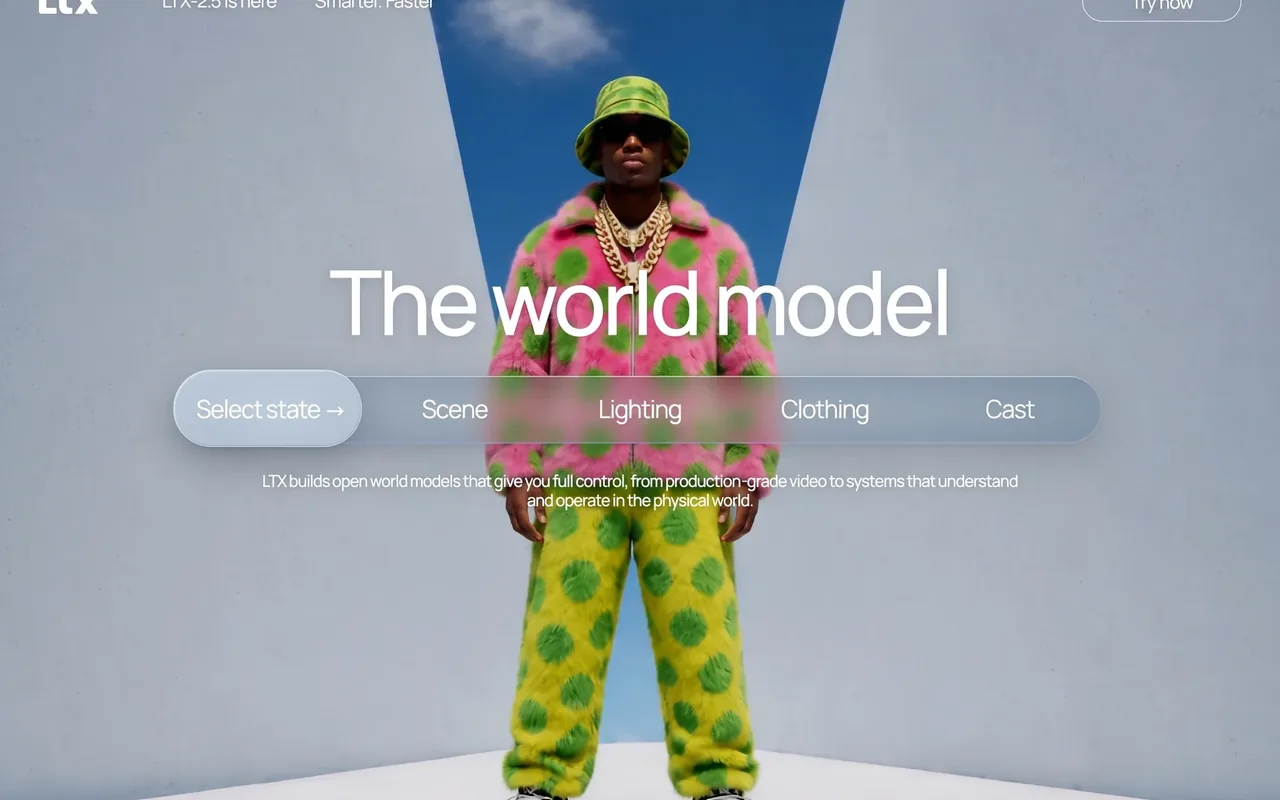 Ltx
LTX-2.5 is here
Smarter. Faster
Try now
The world model
Select state →
Scene
Lighting
Clothing
Cast
LTX builds open world models that give you full control, from production-grade video to systems that understand
and operate in the physical world.